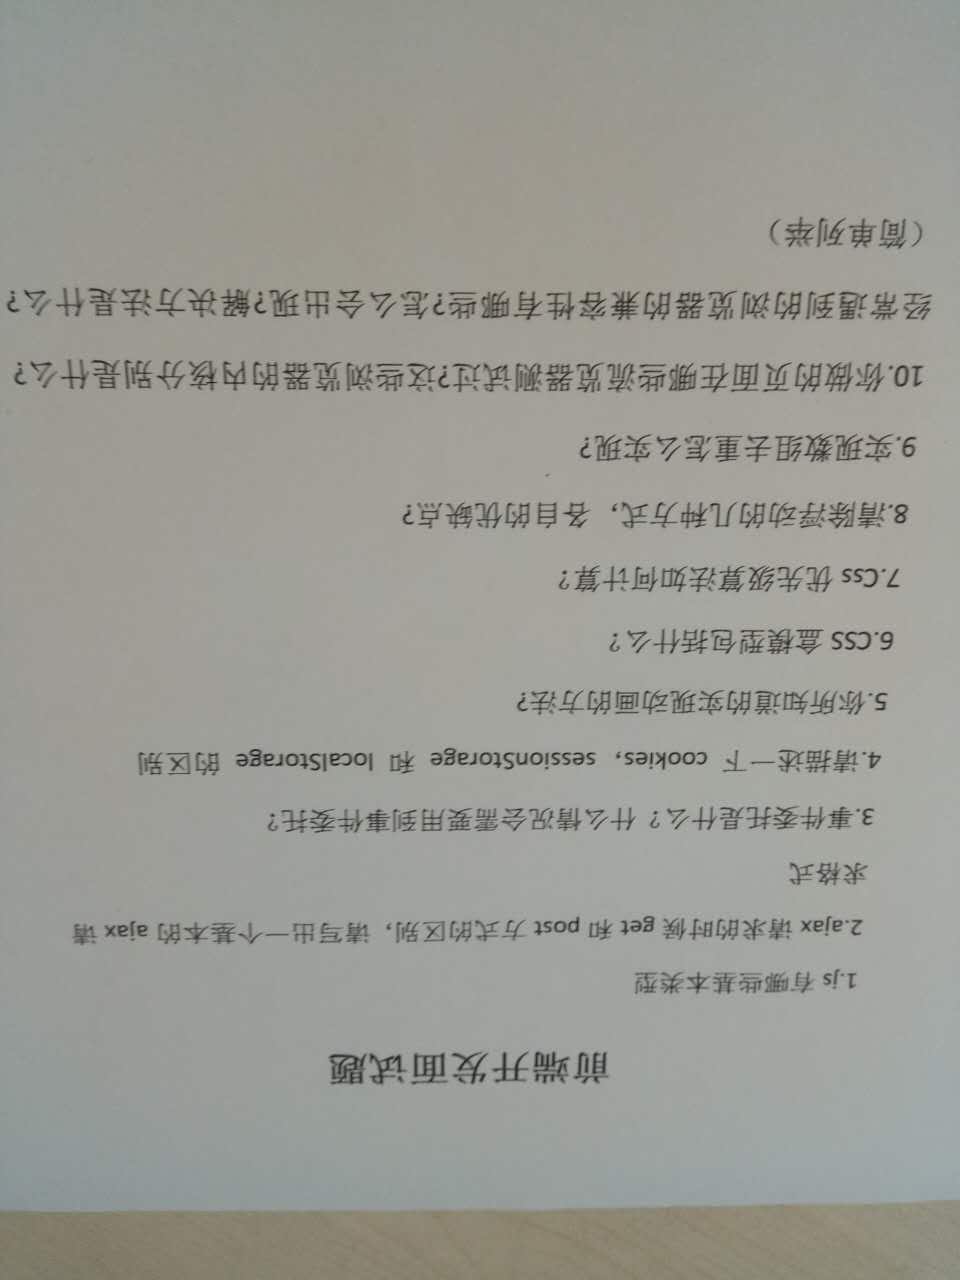 前端开发面试题
1.js 有哪些基本类型
2.ajax 请求的时候 get 和 post 方式的区别，请写出一个基本的 ajax 请
求格式
3.事件委托是什么？什么情况会需要用到事件委托？
4.请描述一下 cookies，sessionStorage 和 localStorage 的区别
5.你所知道的实现动画的方法?
6.CSS 盒模型包括什么？
7.Css 优先级算法如何计算？
8.清除浮动的几种方式，各自的优缺点?
9.实现数组去重怎么实现?
10.你做的页面在哪些流览器测试过?这些浏览器的内核分别是什么?
经常遇到的浏览器的兼容性有哪些?怎么会出现?解决方法是什么?
（简单列举）